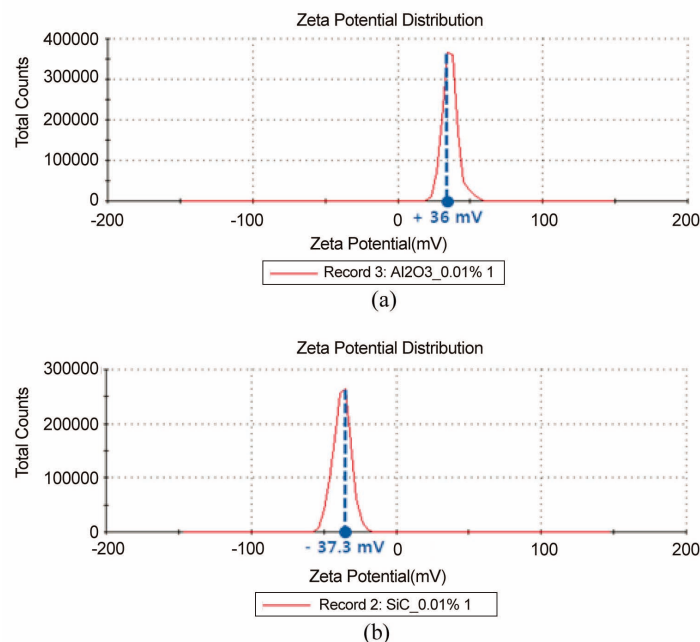 Zeta Potential Distribution
400000
300000
200000
100000
0
Total Counts
-200
-100
0
100
200
+ 36 mV
Zeta Potential(mV)
Record 3: Al2O3_0.01% 1
(a)
Zeta Potential Distribution
300000
200000
100000
0
Total Counts
-200
-100
0
100
200
- 37.3 mV
Zeta Potential(mV)
Record 2: SiC_0.01% 1
(b)